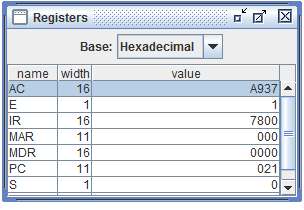 Registers
Base: Hexadecimal
name width value
AC 16 A937
E 1 1
IR 16 7800
MAR 11 000
MDR 16 0000
PC 11 021
S 1 0